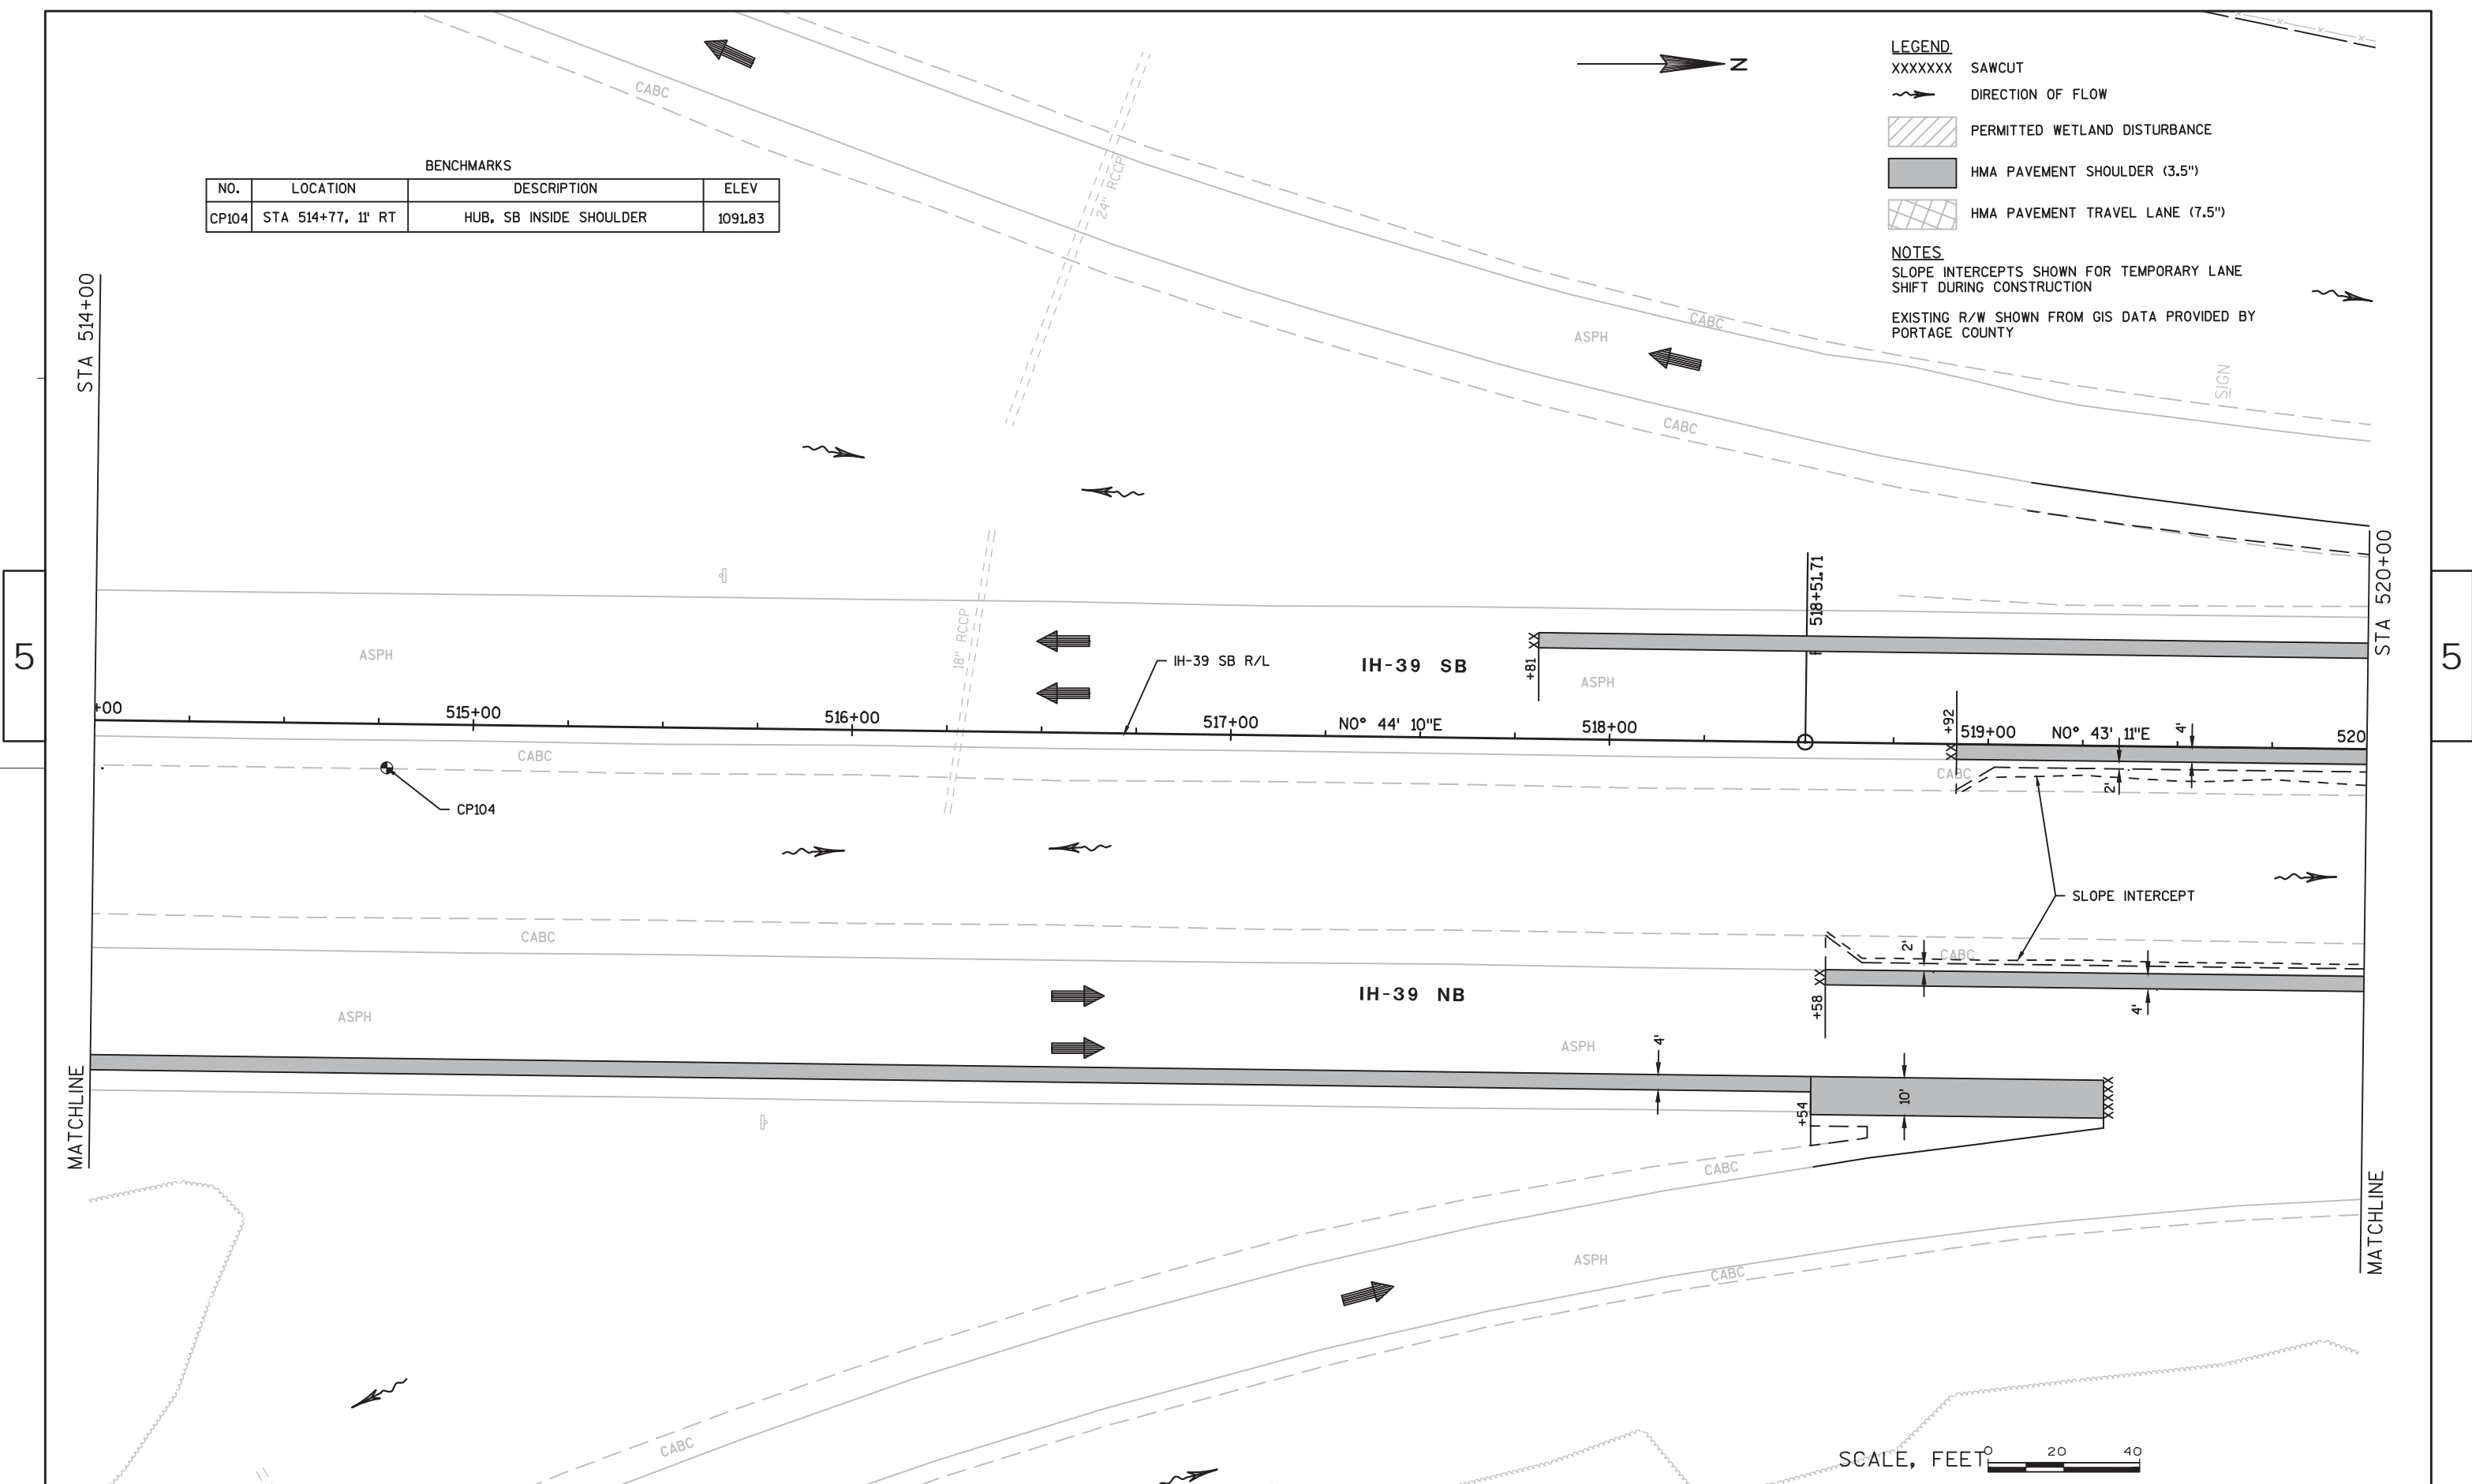 N
LEGEND
XXXXXXX SAWCUT
DIRECTION OF FLOW
PERMITTED WETLAND DISTURBANCE
HMA PAVEMENT SHOULDER (3.5")
HMA PAVEMENT TRAVEL LANE (7.5")
NOTES
SLOPE INTERCEPTS SHOWN FOR TEMPORARY LANE
SHIFT DURING CONSTRUCTION
EXISTING R/W SHOWN FROM GIS DATA PROVIDED BY
PORTAGE COUNTY
BENCHMARKS
NO. LOCATION DESCRIPTION ELEV
CP104 STA 514+77, 11' RT HUB, SB INSIDE SHOULDER 1091.83
CABC
24" RCCP
STA 514+00
ASPH
CABC
CABC
SIGN
518+51.71
STA 520+00
5
5
ASPH
18" RCCP
IH-39 SB R/L
IH-39 SB
+81
ASPH
+00
515+00
516+00
517+00
N0° 44' 10"E
518+00
+92
519+00
N0° 43' 11"E
4'
520
CABC
CABC
2'
CP104
SLOPE INTERCEPT
CABC
2'
CABC
IH-39 NB
+58
4'
ASPH
4'
ASPH
+54
10'
MATCHLINE
CABC
MATCHLINE
ASPH
CABC
CABC
SCALE, FEET
0 20 40
XX
XX
XX
XXXXX